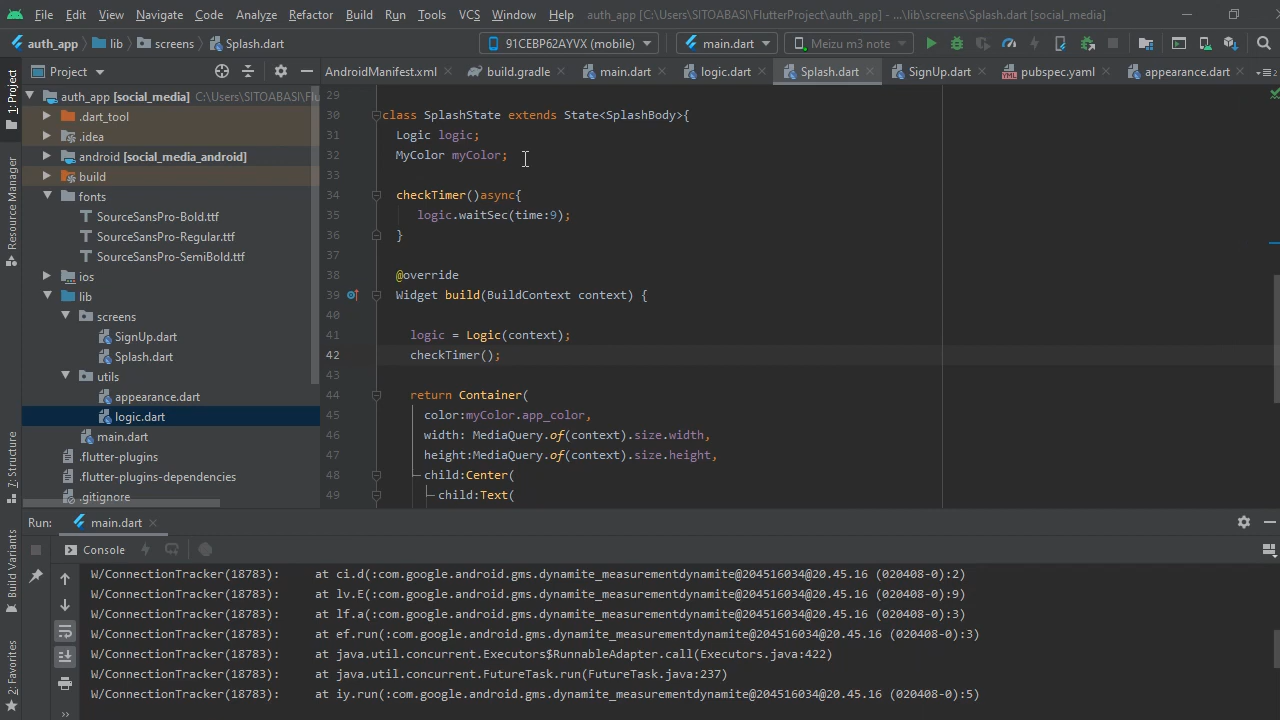 File Edit View Navigate Code Analyze Refactor Build Run Tools VCS Window Help auth_app [C:\Users\SITOABASI\FlutterProject\auth_app] - ...\lib\screens\Splash.dart [social_media]
auth_app lib screens Splash.dart 91CEBP62AYVX (mobile) main.dart Meizu m3 note
1: Project
Resource Manager
7: Structure
Build Variants
2: Favorites
Project
AndroidManifest.xml build.gradle main.dart logic.dart Splash.dart SignUp.dart pubspec.yaml appearance.dart
auth_app [social_media] C:\Users\SITOABASI\Flu
.dart_tool
.idea
android [social_media_android]
build
fonts
SourceSansPro-Bold.ttf
SourceSansPro-Regular.ttf
SourceSansPro-SemiBold.ttf
ios
lib
screens
SignUp.dart
Splash.dart
utils
appearance.dart
logic.dart
main.dart
.flutter-plugins
.flutter-plugins-dependencies
.gitignore
29
30 class SplashState extends State<SplashBody>{
31 Logic logic;
32 MyColor myColor;
33
34 checkTimer()async{
35 logic.waitSec(time:9);
36 }
37
38 @override
39 Widget build(BuildContext context) {
40
41 logic = Logic(context);
42 checkTimer();
43
44 return Container(
45 color:myColor.app_color,
46 width: MediaQuery.of(context).size.width,
47 height:MediaQuery.of(context).size.height,
48 child:Center(
49 child:Text(
Run: main.dart
Console
W/ConnectionTracker(18783): at ci.d(:com.google.android.gms.dynamite_measurementdynamite@204516034@20.45.16 (020408-0):2)
W/ConnectionTracker(18783): at lv.E(:com.google.android.gms.dynamite_measurementdynamite@204516034@20.45.16 (020408-0):9)
W/ConnectionTracker(18783): at lf.a(:com.google.android.gms.dynamite_measurementdynamite@204516034@20.45.16 (020408-0):3)
W/ConnectionTracker(18783): at ef.run(:com.google.android.gms.dynamite_measurementdynamite@204516034@20.45.16 (020408-0):3)
W/ConnectionTracker(18783): at java.util.concurrent.Executors$RunnableAdapter.call(Executors.java:422)
W/ConnectionTracker(18783): at java.util.concurrent.FutureTask.run(FutureTask.java:237)
W/ConnectionTracker(18783): at iy.run(:com.google.android.gms.dynamite_measurementdynamite@204516034@20.45.16 (020408-0):5)